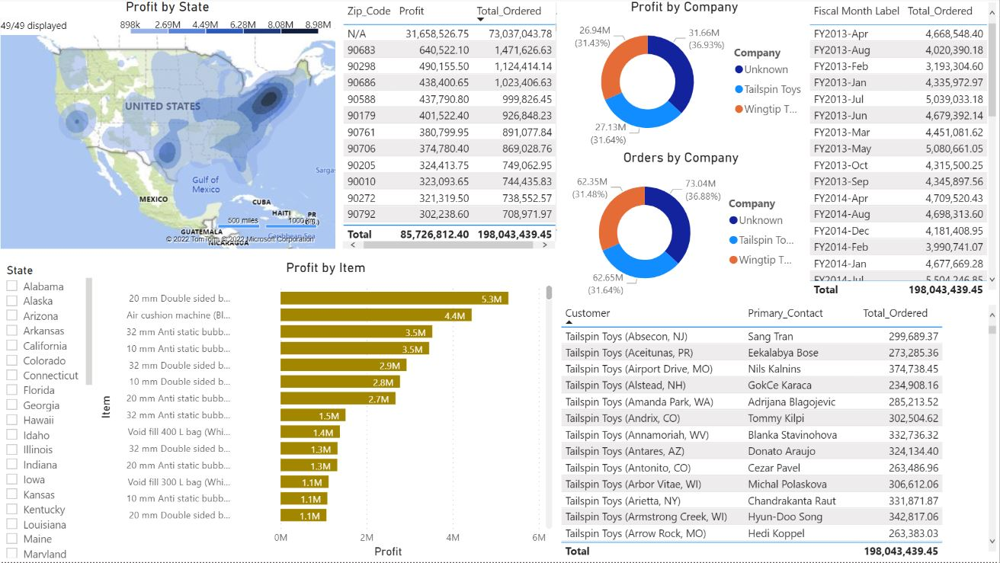 Profit by State
49/49 displayed
898k 2.69M 4.49M 6.28M 8.08M 8.98M
UNITED STATES
Gulf of
Mexico
MEXICO
CUBA
HAITI
PR
GUATEMALA
NICARAGUA
Caribbean Sea
Sargas
500 miles 1000 km
© 2022 TomTom, © 2022 Microsoft Corporation
Zip_Code Profit Total_Ordered
N/A 31,658,526.75 73,037,043.78
90683 640,522.10 1,471,626.63
90298 490,155.50 1,124,414.14
90686 438,400.65 1,023,406.63
90588 437,790.80 999,826.45
90179 401,522.40 926,848.23
90761 380,799.95 891,077.84
90706 374,780.40 869,028.76
90205 324,413.75 749,062.95
90010 323,093.65 744,435.83
90272 321,319.50 738,552.57
90792 302,238.60 708,971.97
Total 85,726,812.40 198,043,439.45
Profit by Company
26.94M
(31.43%)
31.66M
(36.93%)
27.13M
(31.64%)
Company
Unknown
Tailspin Toys
Wingtip T...
Orders by Company
62.35M
(31.48%)
73.04M
(36.88%)
62.65M
(31.64%)
Company
Unknown
Tailspin To...
Wingtip T...
Fiscal Month Label Total_Ordered
FY2013-Apr 4,668,548.40
FY2013-Aug 4,020,390.18
FY2013-Feb 3,193,304.60
FY2013-Jan 4,335,972.97
FY2013-Jul 5,039,033.18
FY2013-Jun 4,679,392.14
FY2013-Mar 4,451,081.62
FY2013-May 5,080,661.05
FY2013-Oct 4,315,500.25
FY2013-Sep 4,345,897.56
FY2014-Apr 4,709,520.43
FY2014-Aug 4,698,313.60
FY2014-Dec 4,181,408.95
FY2014-Feb 3,990,741.07
FY2014-Jan 4,677,669.28
FY2014-Jul 5,504,246.85
Total 198,043,439.45
State
Alabama
Alaska
Arizona
Arkansas
California
Colorado
Connecticut
Florida
Georgia
Hawaii
Idaho
Illinois
Indiana
Iowa
Kansas
Kentucky
Louisiana
Maine
Maryland
Profit by Item
Item
20 mm Double sided b... 5.3M
Air cushion machine (Bl... 4.4M
32 mm Anti static bubb... 3.5M
10 mm Anti static bubb... 3.5M
32 mm Double sided b... 2.9M
10 mm Double sided b... 2.8M
20 mm Anti static bubb... 2.7M
32 mm Anti static bubb... 1.5M
Void fill 400 L bag (Whi... 1.4M
32 mm Double sided b... 1.3M
20 mm Anti static bubb... 1.3M
Void fill 300 L bag (Whi... 1.1M
10 mm Anti static bubb... 1.1M
20 mm Double sided b... 1.1M
0M 2M 4M 6M
Profit
Customer Primary_Contact Total_Ordered
Tailspin Toys (Absecon, NJ) Sang Tran 299,689.37
Tailspin Toys (Aceitunas, PR) Eekalabya Bose 273,285.36
Tailspin Toys (Airport Drive, MO) Nils Kalnins 374,738.45
Tailspin Toys (Alstead, NH) GokCe Karaca 234,908.16
Tailspin Toys (Amanda Park, WA) Adrijana Blagojevic 285,213.52
Tailspin Toys (Andrix, CO) Tommy Kilpi 302,504.62
Tailspin Toys (Annamoriah, WV) Blanka Stavinohova 332,736.32
Tailspin Toys (Antares, AZ) Donato Araujo 324,134.40
Tailspin Toys (Antonito, CO) Cezar Pavel 263,486.96
Tailspin Toys (Arbor Vitae, WI) Michal Polaskova 306,612.06
Tailspin Toys (Arietta, NY) Chandrakanta Raut 331,871.87
Tailspin Toys (Armstrong Creek, WI) Hyun-Doo Song 342,817.06
Tailspin Toys (Arrow Rock, MO) Hedi Koppel 263,383.03
Total 198,043,439.45